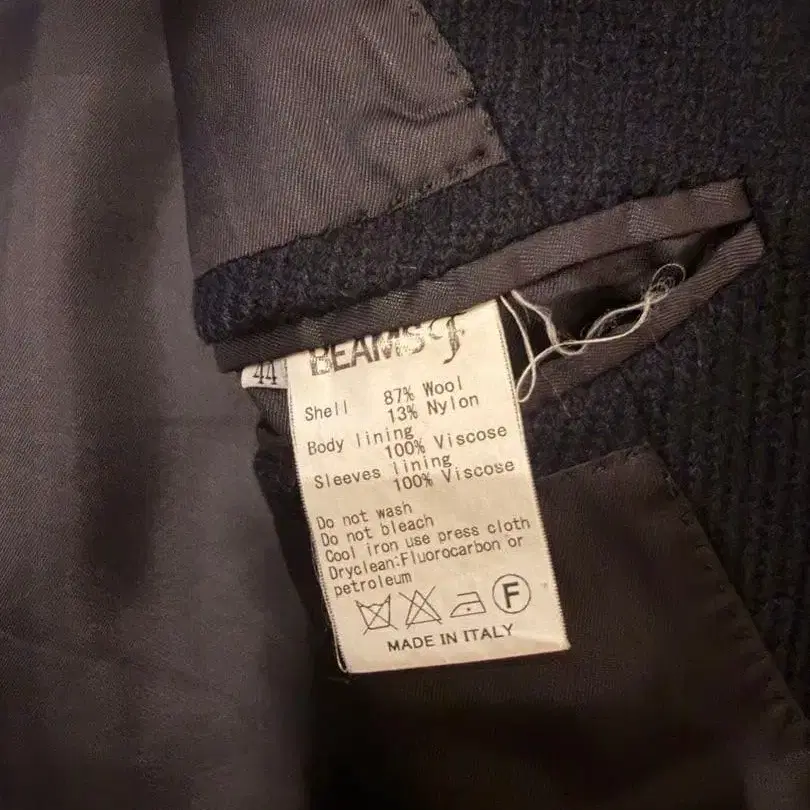 BEAMS F
44
Shell 87% Wool
13% Nylon
Body lining
100% Viscose
Sleeves lining
100% Viscose
Do not wash
Do not bleach
Cool iron use press cloth
Dryclean:Fluorocarbon or
petroleum
F
MADE IN ITALY